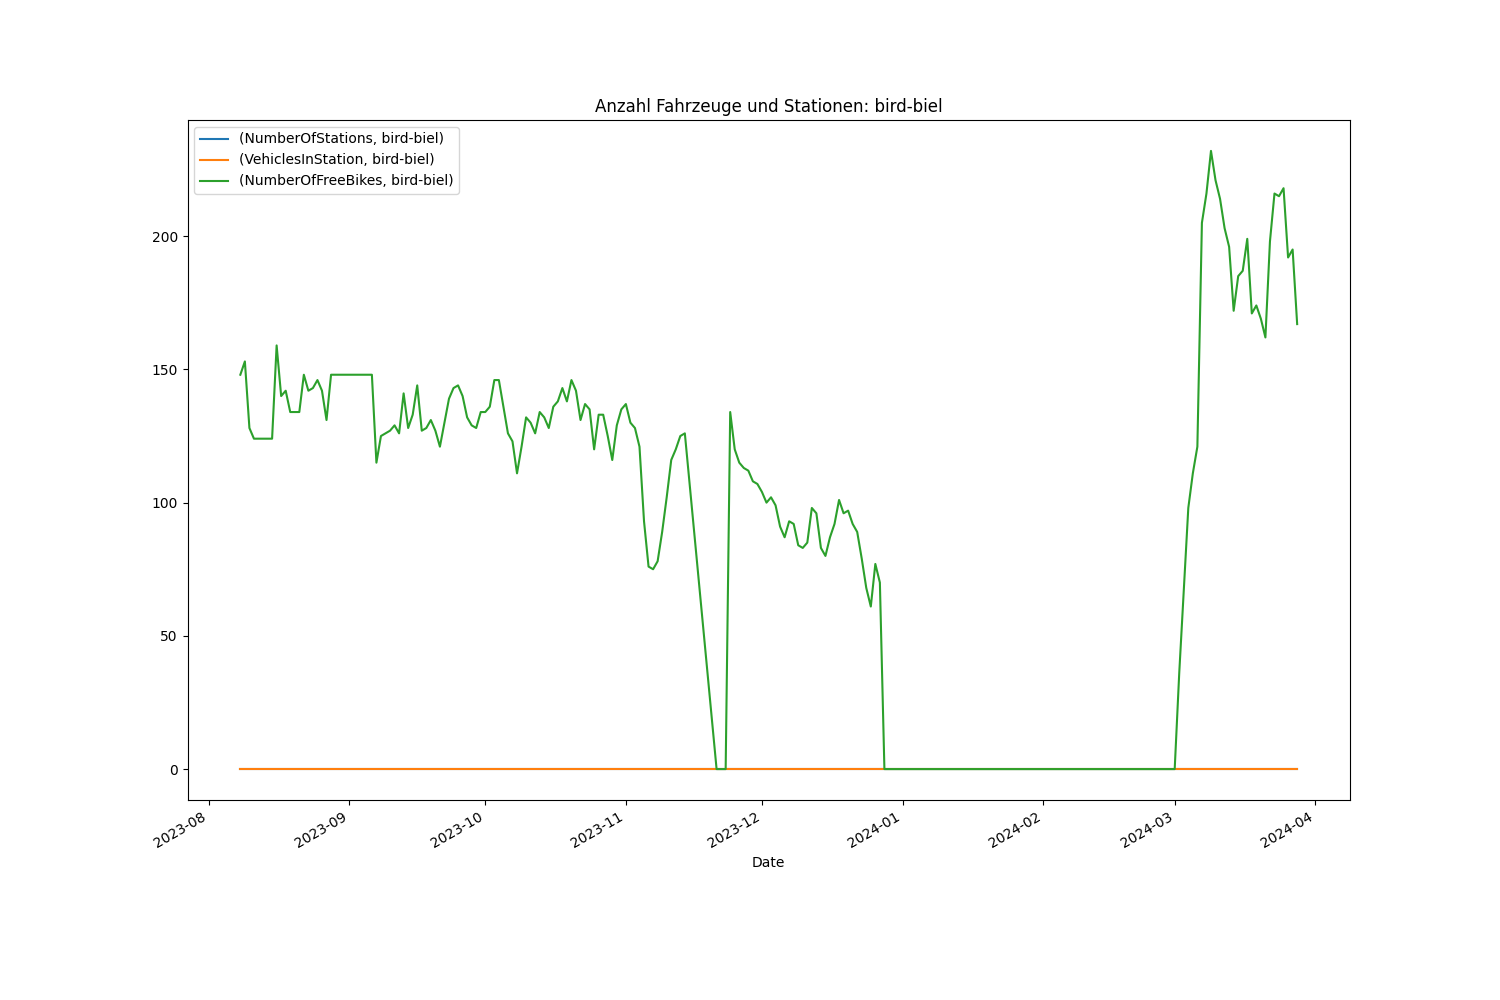 Anzahl Fahrzeuge und Stationen: bird-biel
(NumberOfStations, bird-biel)
(VehiclesInStation, bird-biel)
(NumberOfFreeBikes, bird-biel)
200
150
100
50
0
2023-08
2023-09
2023-10
2023-11
2023-12
2024-01
2024-02
2024-03
2024-04
Date